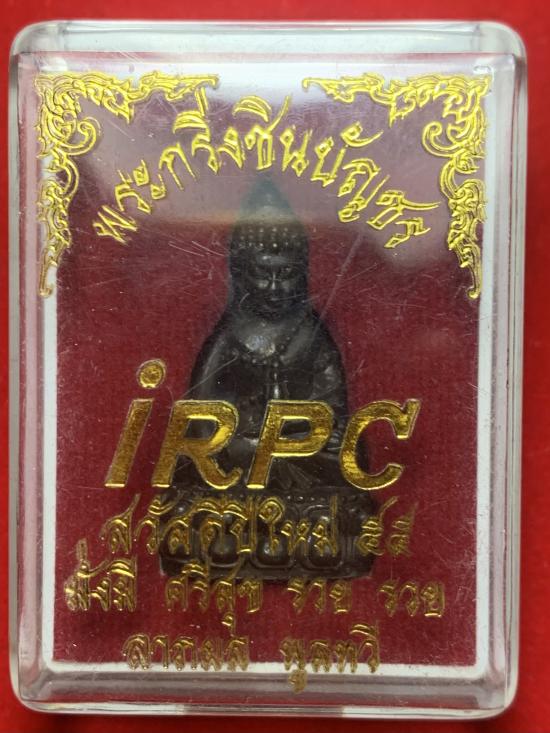 พระกริ่งชินบัญชร
iRPC
สวัสดีปีใหม่ ๕๕
มั่งมี ศรีสุข รวย รวย
ลาภผล พูลทวี